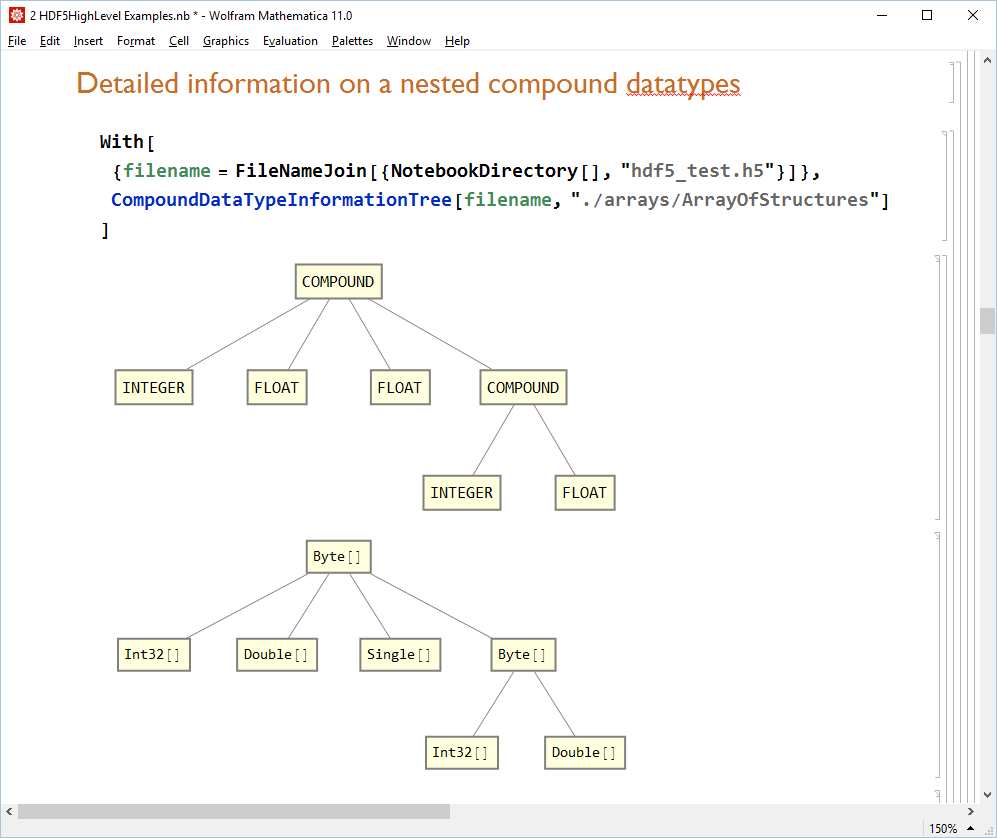 2 HDF5HighLevel Examples.nb * - Wolfram Mathematica 11.0
File Edit Insert Format Cell Graphics Evaluation Palettes Window Help
Detailed information on a nested compound datatypes
With[
{filename = FileNameJoin[{NotebookDirectory[], "hdf5_test.h5"}]},
CompoundDataTypeInformationTree[filename, "./arrays/ArrayOfStructures"]
]
COMPOUND
INTEGER FLOAT FLOAT COMPOUND
INTEGER FLOAT
Byte[]
Int32[] Double[] Single[] Byte[]
Int32[] Double[]
150%